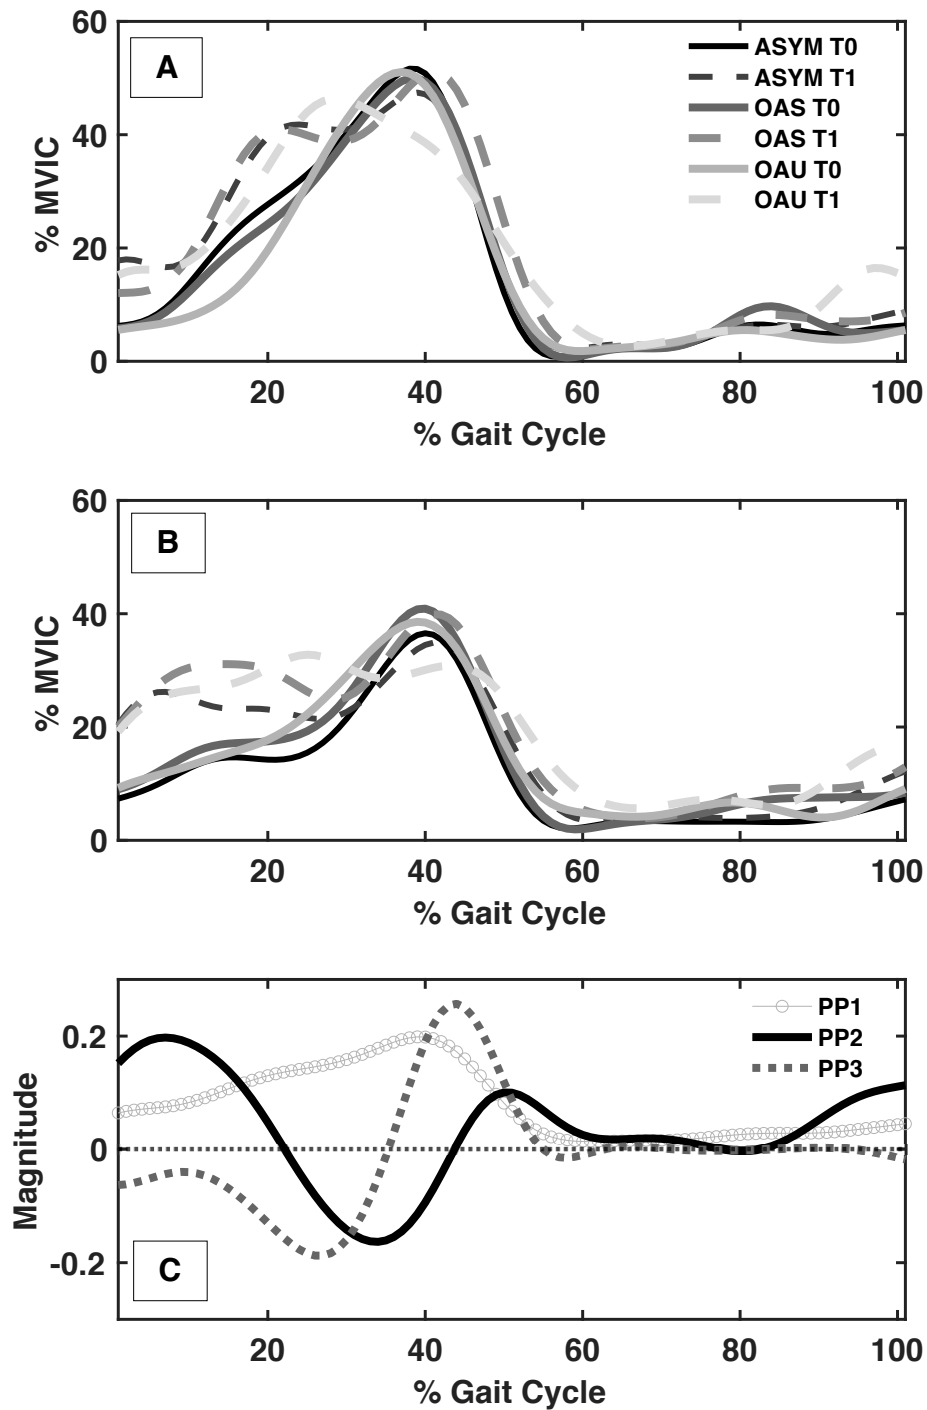 60
A
ASYM T0
ASYM T1
OAS T0
OAS T1
OAU T0
OAU T1
40
20
0
% MVIC
20 40 60 80 100
% Gait Cycle
60
B
40
20
0
% MVIC
20 40 60 80 100
% Gait Cycle
PP1
PP2
PP3
0.2
0
-0.2
Magnitude
C
20 40 60 80 100
% Gait Cycle